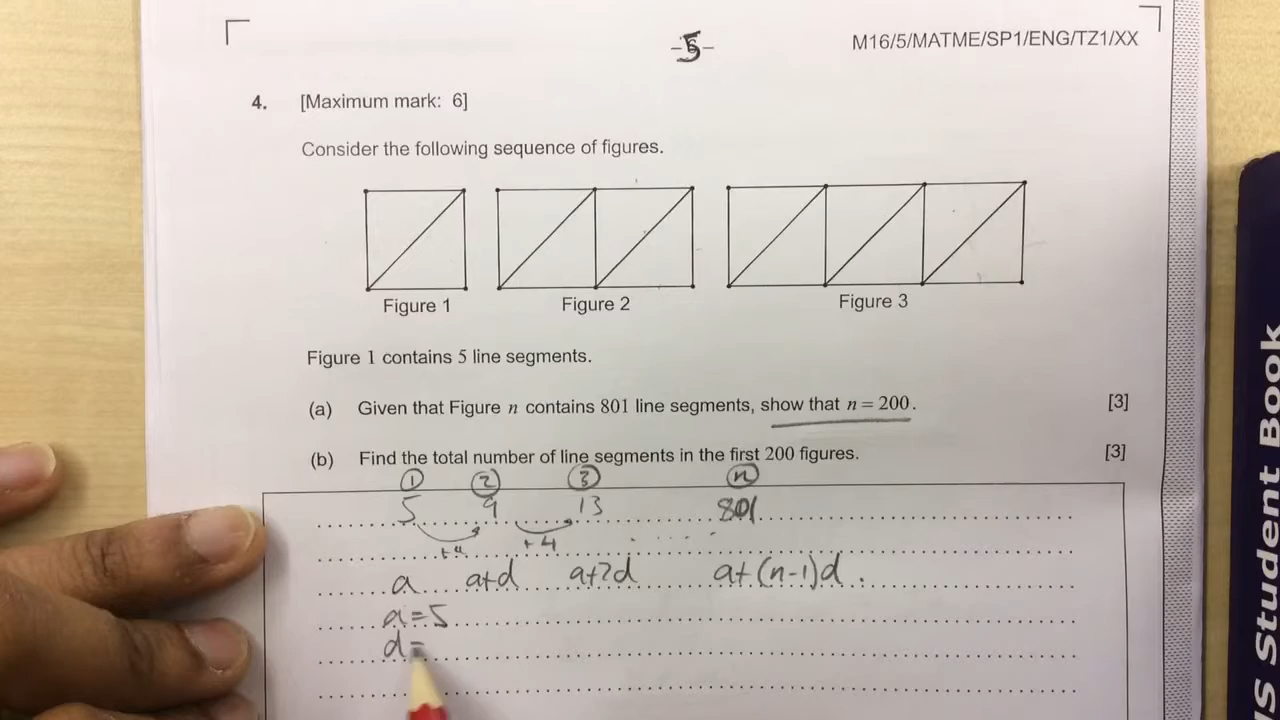 -5-
M16/5/MATME/SP1/ENG/TZ1/XX
4. [Maximum mark: 6]
Consider the following sequence of figures.
Figure 1 Figure 2 Figure 3
Figure 1 contains 5 line segments.
(a) Given that Figure n contains 801 line segments, show that n = 200. [3]
(b) Find the total number of line segments in the first 200 figures. [3]
① ② ③ ⓝ
5 9 13 801
+4 +4
a a+d a+2d a+(n-1)d.
a=5
d=
Student Book